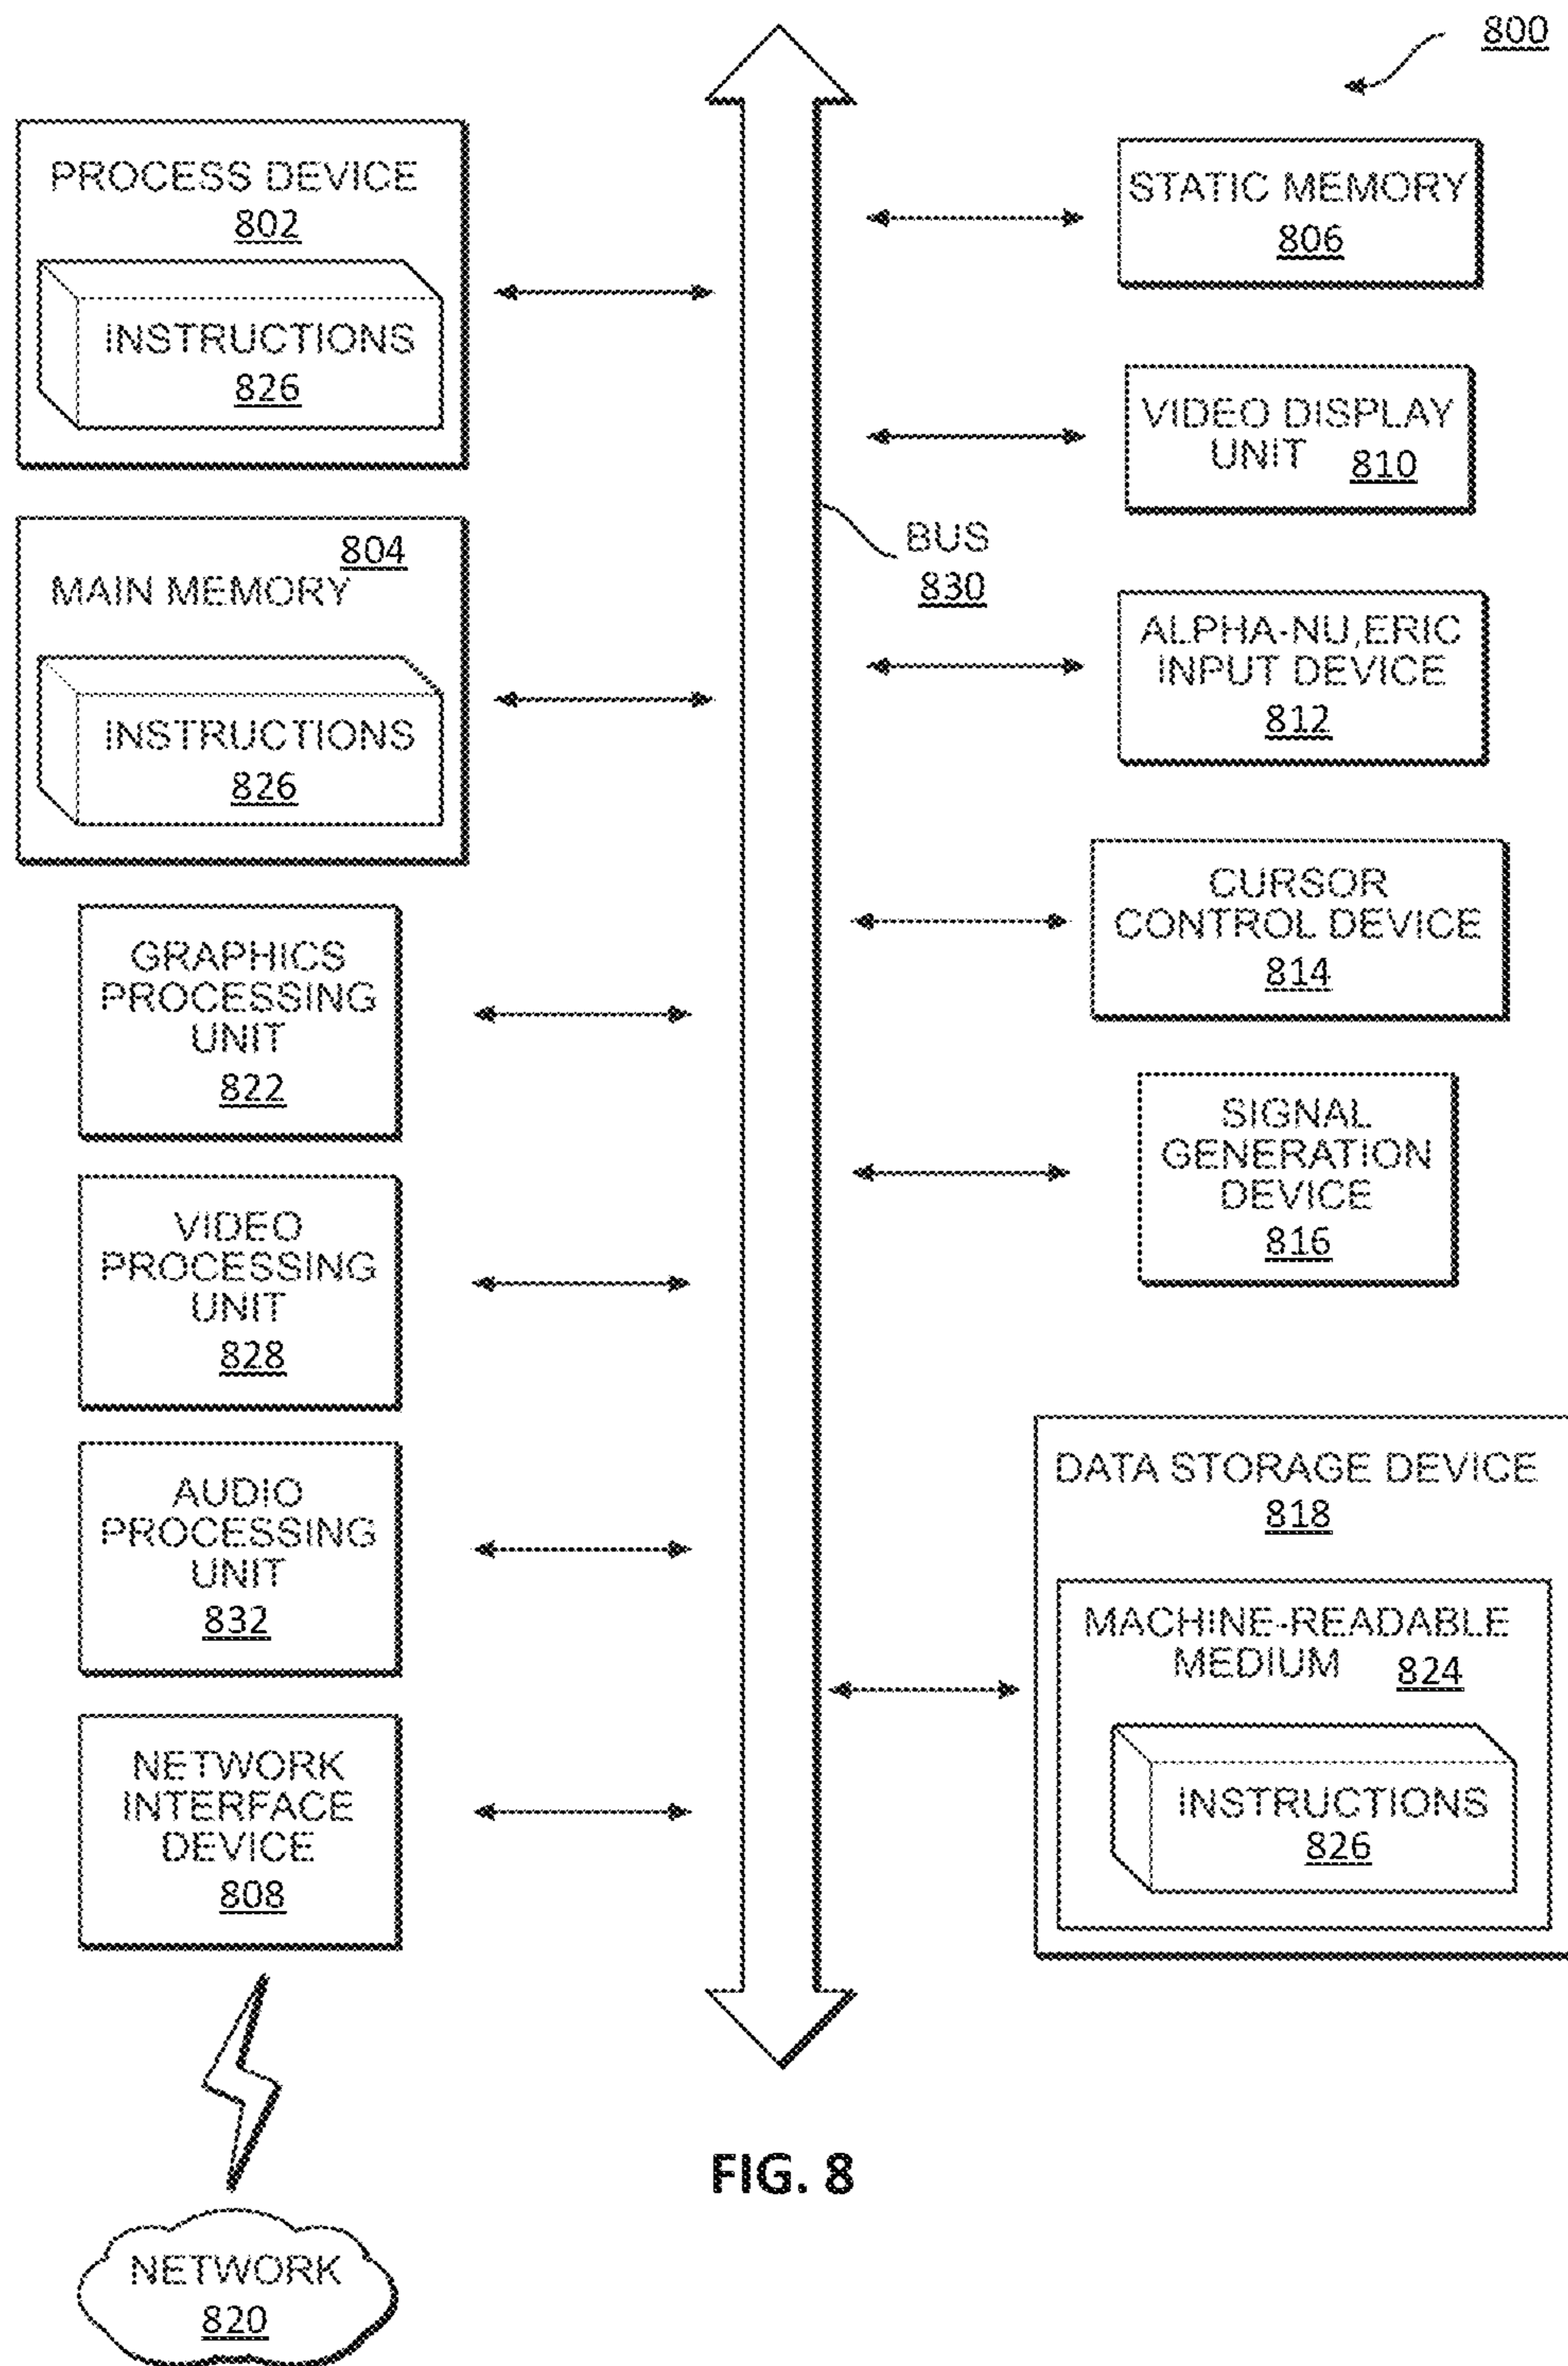 800
PROCESS DEVICE
802
INSTRUCTIONS
826
MAIN MEMORY
804
INSTRUCTIONS
826
GRAPHICS
PROCESSING
UNIT
822
VIDEO
PROCESSING
UNIT
828
AUDIO
PROCESSING
UNIT
832
NETWORK
INTERFACE
DEVICE
808
NETWORK
820
BUS
830
STATIC MEMORY
806
VIDEO DISPLAY
UNIT 810
ALPHA-NU,ERIC
INPUT DEVICE
812
CURSOR
CONTROL DEVICE
814
SIGNAL
GENERATION
DEVICE
816
DATA STORAGE DEVICE
818
MACHINE-READABLE
MEDIUM 824
INSTRUCTIONS
826
FIG. 8